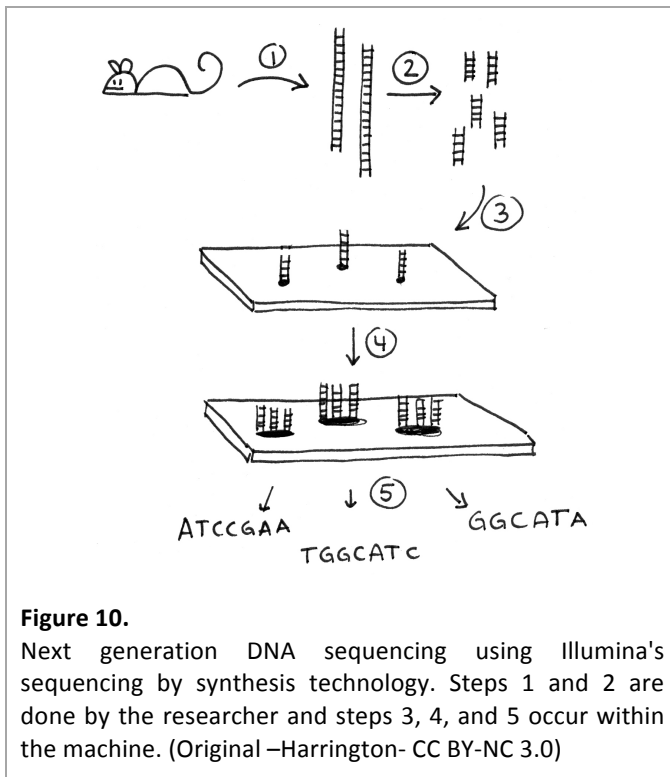 ①
②
③
④
⑤
ATCCGAA
TGGCATC
GGCATA
Figure 10.
Next generation DNA sequencing using Illumina's
sequencing by synthesis technology. Steps 1 and 2 are
done by the researcher and steps 3, 4, and 5 occur within
the machine. (Original –Harrington- CC BY-NC 3.0)